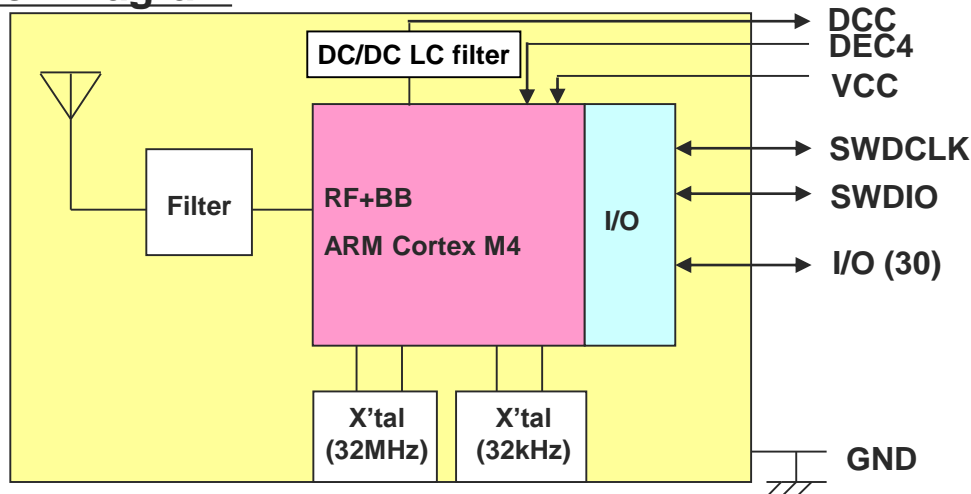 DCC
DC/DC LC filter
DEC4
VCC
SWDCLK
Filter
RF+BB
ARM Cortex M4
I/O
SWDIO
I/O (30)
X'tal
(32MHz)
X'tal
(32kHz)
GND